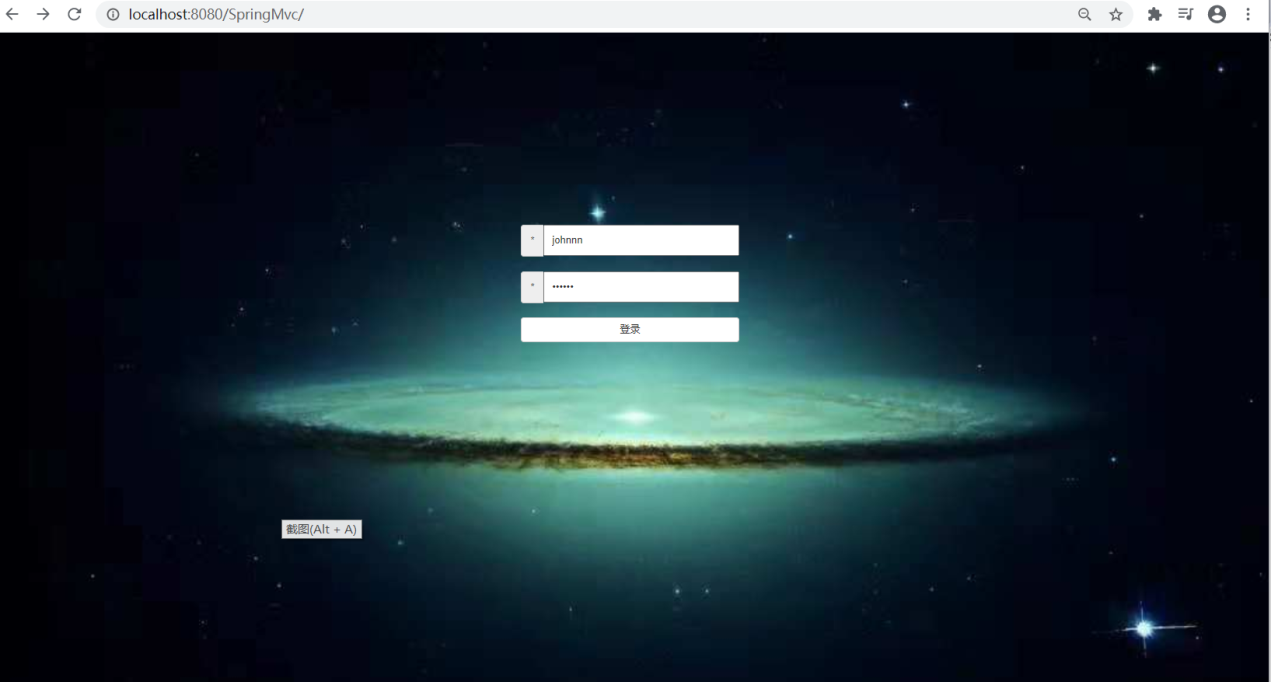 localhost:8080/SpringMvc/
* johnnn
* ••••••
登录
截图(Alt + A)